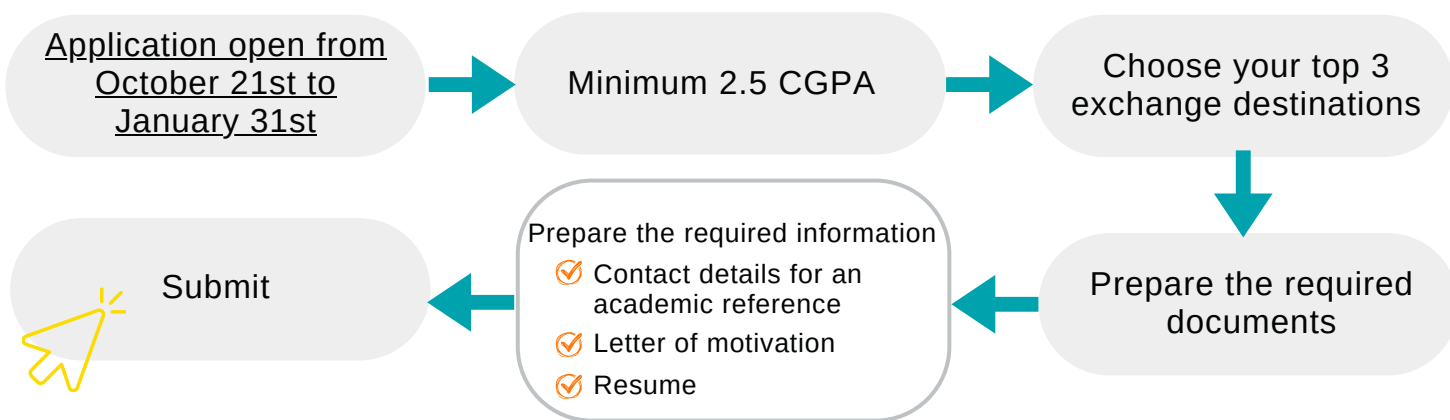 Application open from
October 21st to
January 31st
Minimum 2.5 CGPA
Choose your top 3
exchange destinations
Prepare the required
documents
Prepare the required information
Contact details for an
academic reference
Letter of motivation
Resume
Submit